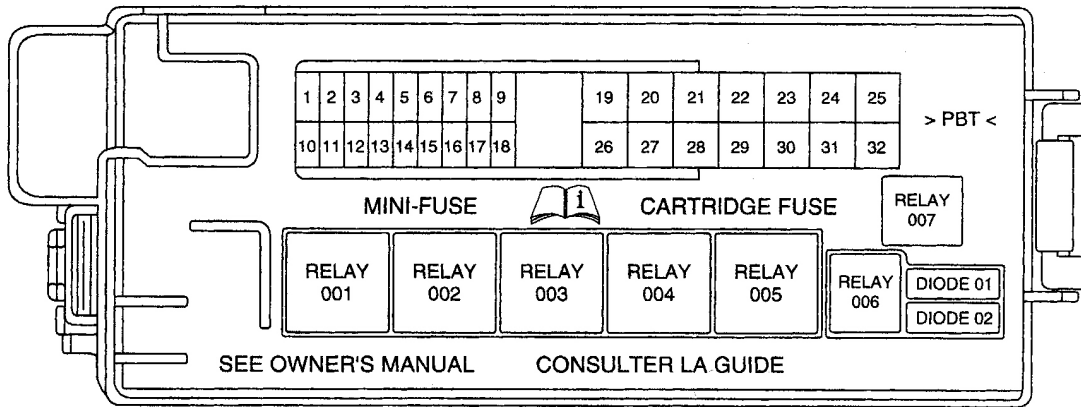 1 2 3 4 5 6 7 8 9 19 20 21 22 23 24 25
> PBT <
10 11 12 13 14 15 16 17 18 26 27 28 29 30 31 32
MINI-FUSE i CARTRIDGE FUSE
RELAY
007
RELAY
001
RELAY
002
RELAY
003
RELAY
004
RELAY
005
RELAY
006
DIODE 01
DIODE 02
SEE OWNER'S MANUAL CONSULTER LA GUIDE